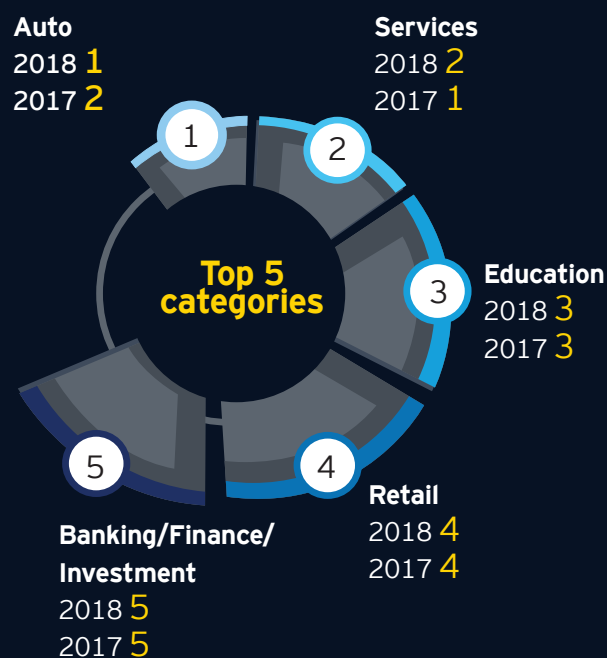 Auto
2018 1
2017 2
Services
2018 2
2017 1
1
2
Top 5
categories
3
Education
2018 3
2017 3
5
4
Retail
2018 4
2017 4
Banking/Finance/
Investment
2018 5
2017 5